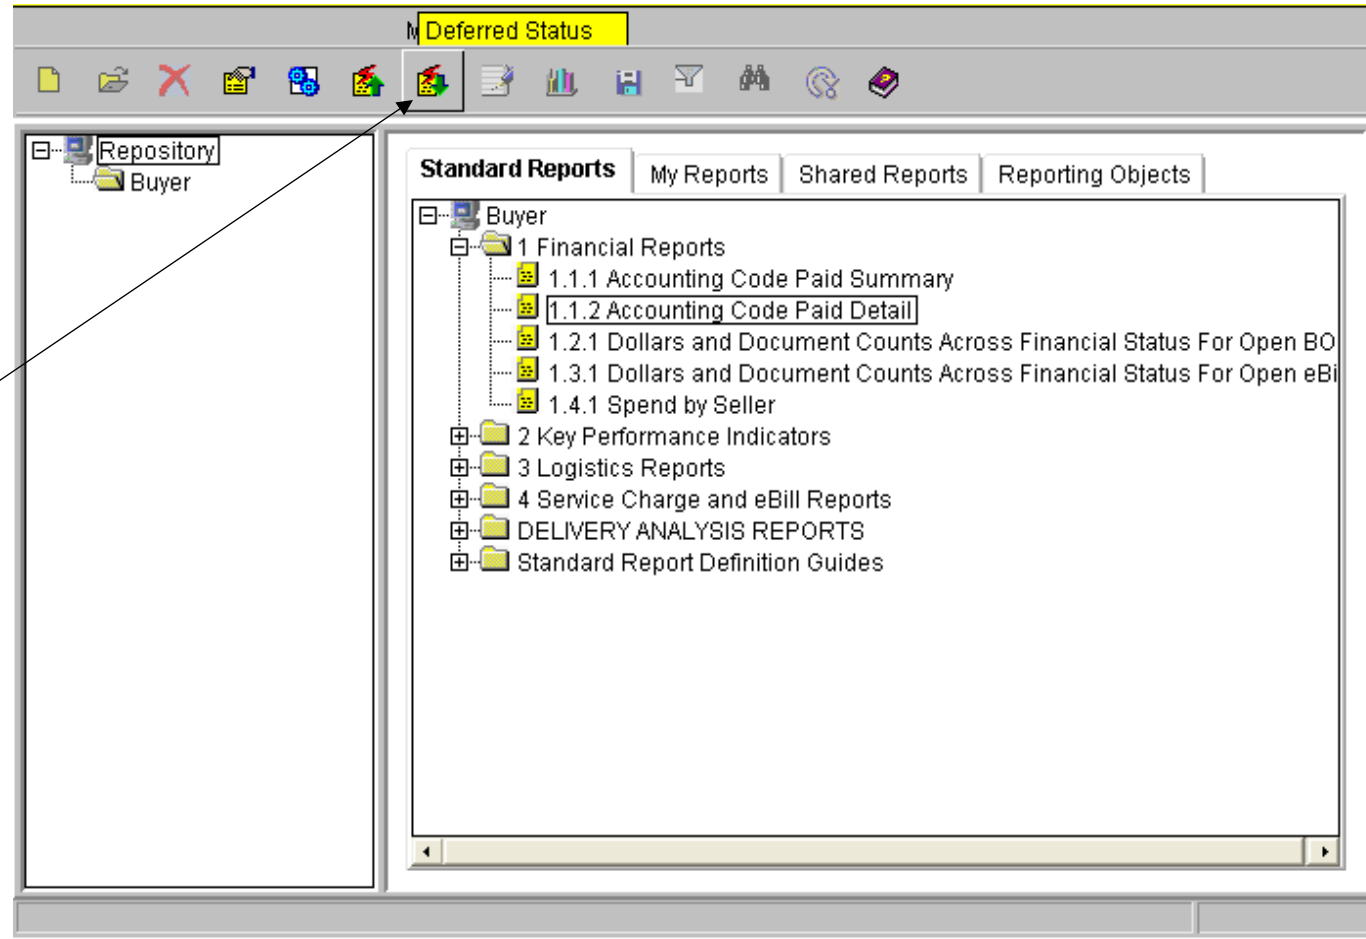 Deferred Status
Repository
Buyer
Standard Reports
My Reports
Shared Reports
Reporting Objects
Buyer
1 Financial Reports
1.1.1 Accounting Code Paid Summary
1.1.2 Accounting Code Paid Detail
1.2.1 Dollars and Document Counts Across Financial Status For Open BO
1.3.1 Dollars and Document Counts Across Financial Status For Open eBi
1.4.1 Spend by Seller
2 Key Performance Indicators
3 Logistics Reports
4 Service Charge and eBill Reports
DELIVERY ANALYSIS REPORTS
Standard Report Definition Guides